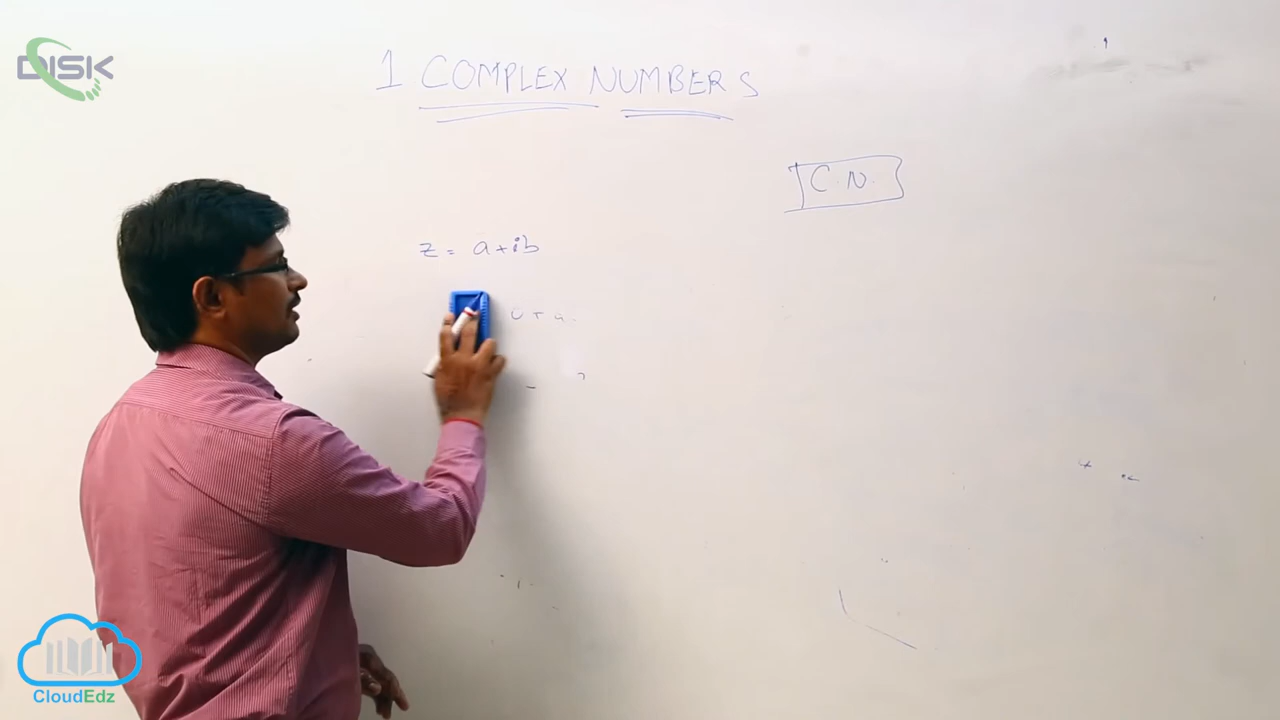 DISK
1 COMPLEX NUMBERS
C.N.
z = a+ib
CloudEdz